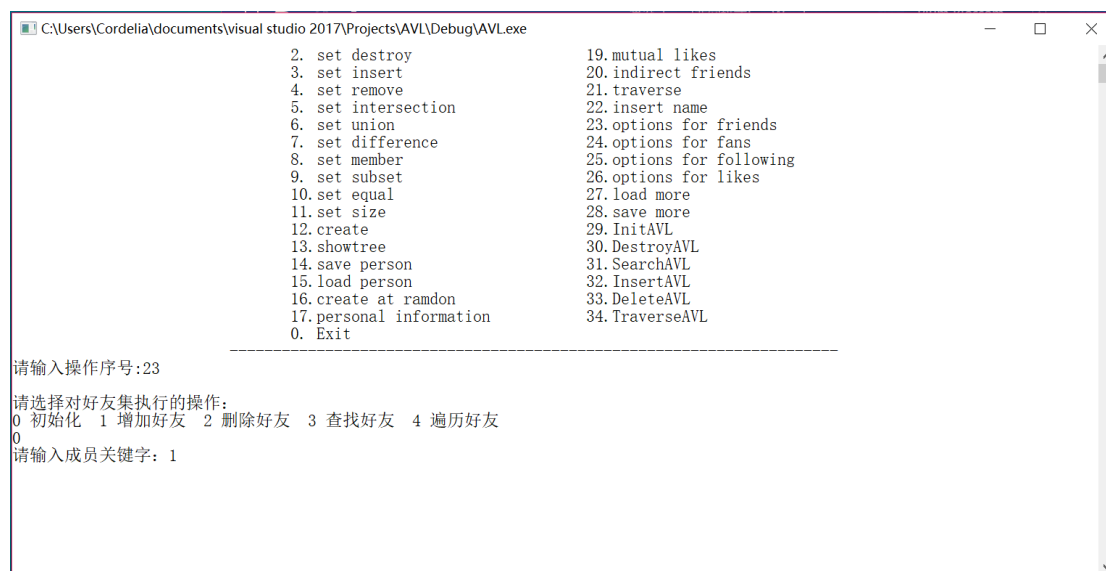 C:\Users\Cordelia\documents\visual studio 2017\Projects\AVL\Debug\AVL.exe
2. set destroy 19.mutual likes
3. set insert 20.indirect friends
4. set remove 21.traverse
5. set intersection 22.insert name
6. set union 23.options for friends
7. set difference 24.options for fans
8. set member 25.options for following
9. set subset 26.options for likes
10.set equal 27.load more
11.set size 28.save more
12.create 29.InitAVL
13.showtree 30.DestroyAVL
14.save person 31.SearchAVL
15.load person 32.InsertAVL
16.create at ramdon 33.DeleteAVL
17.personal information 34.TraverseAVL
0. Exit
----------------------------------------------------------------------
请输入操作序号:23
请选择对好友集执行的操作:
0 初始化 1 增加好友 2 删除好友 3 查找好友 4 遍历好友
0
请输入成员关键字: 1